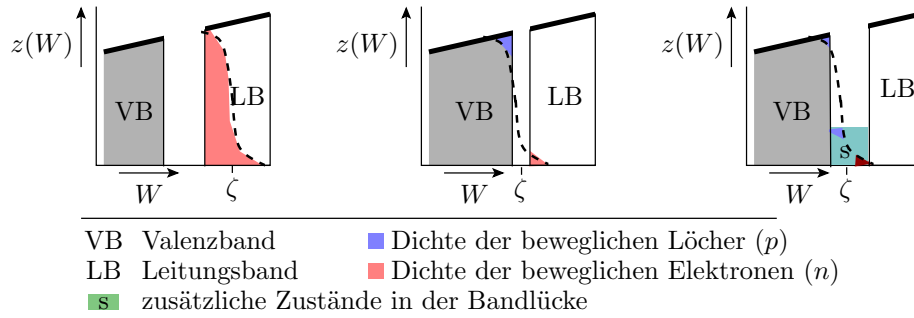 z(W)
VB
LB
W
ζ
z(W)
VB
LB
W
ζ
z(W)
VB
LB
s
W
ζ
VB Valenzband
Dichte der beweglichen Löcher (p)
LB Leitungsband
Dichte der beweglichen Elektronen (n)
s zusätzliche Zustände in der Bandlücke